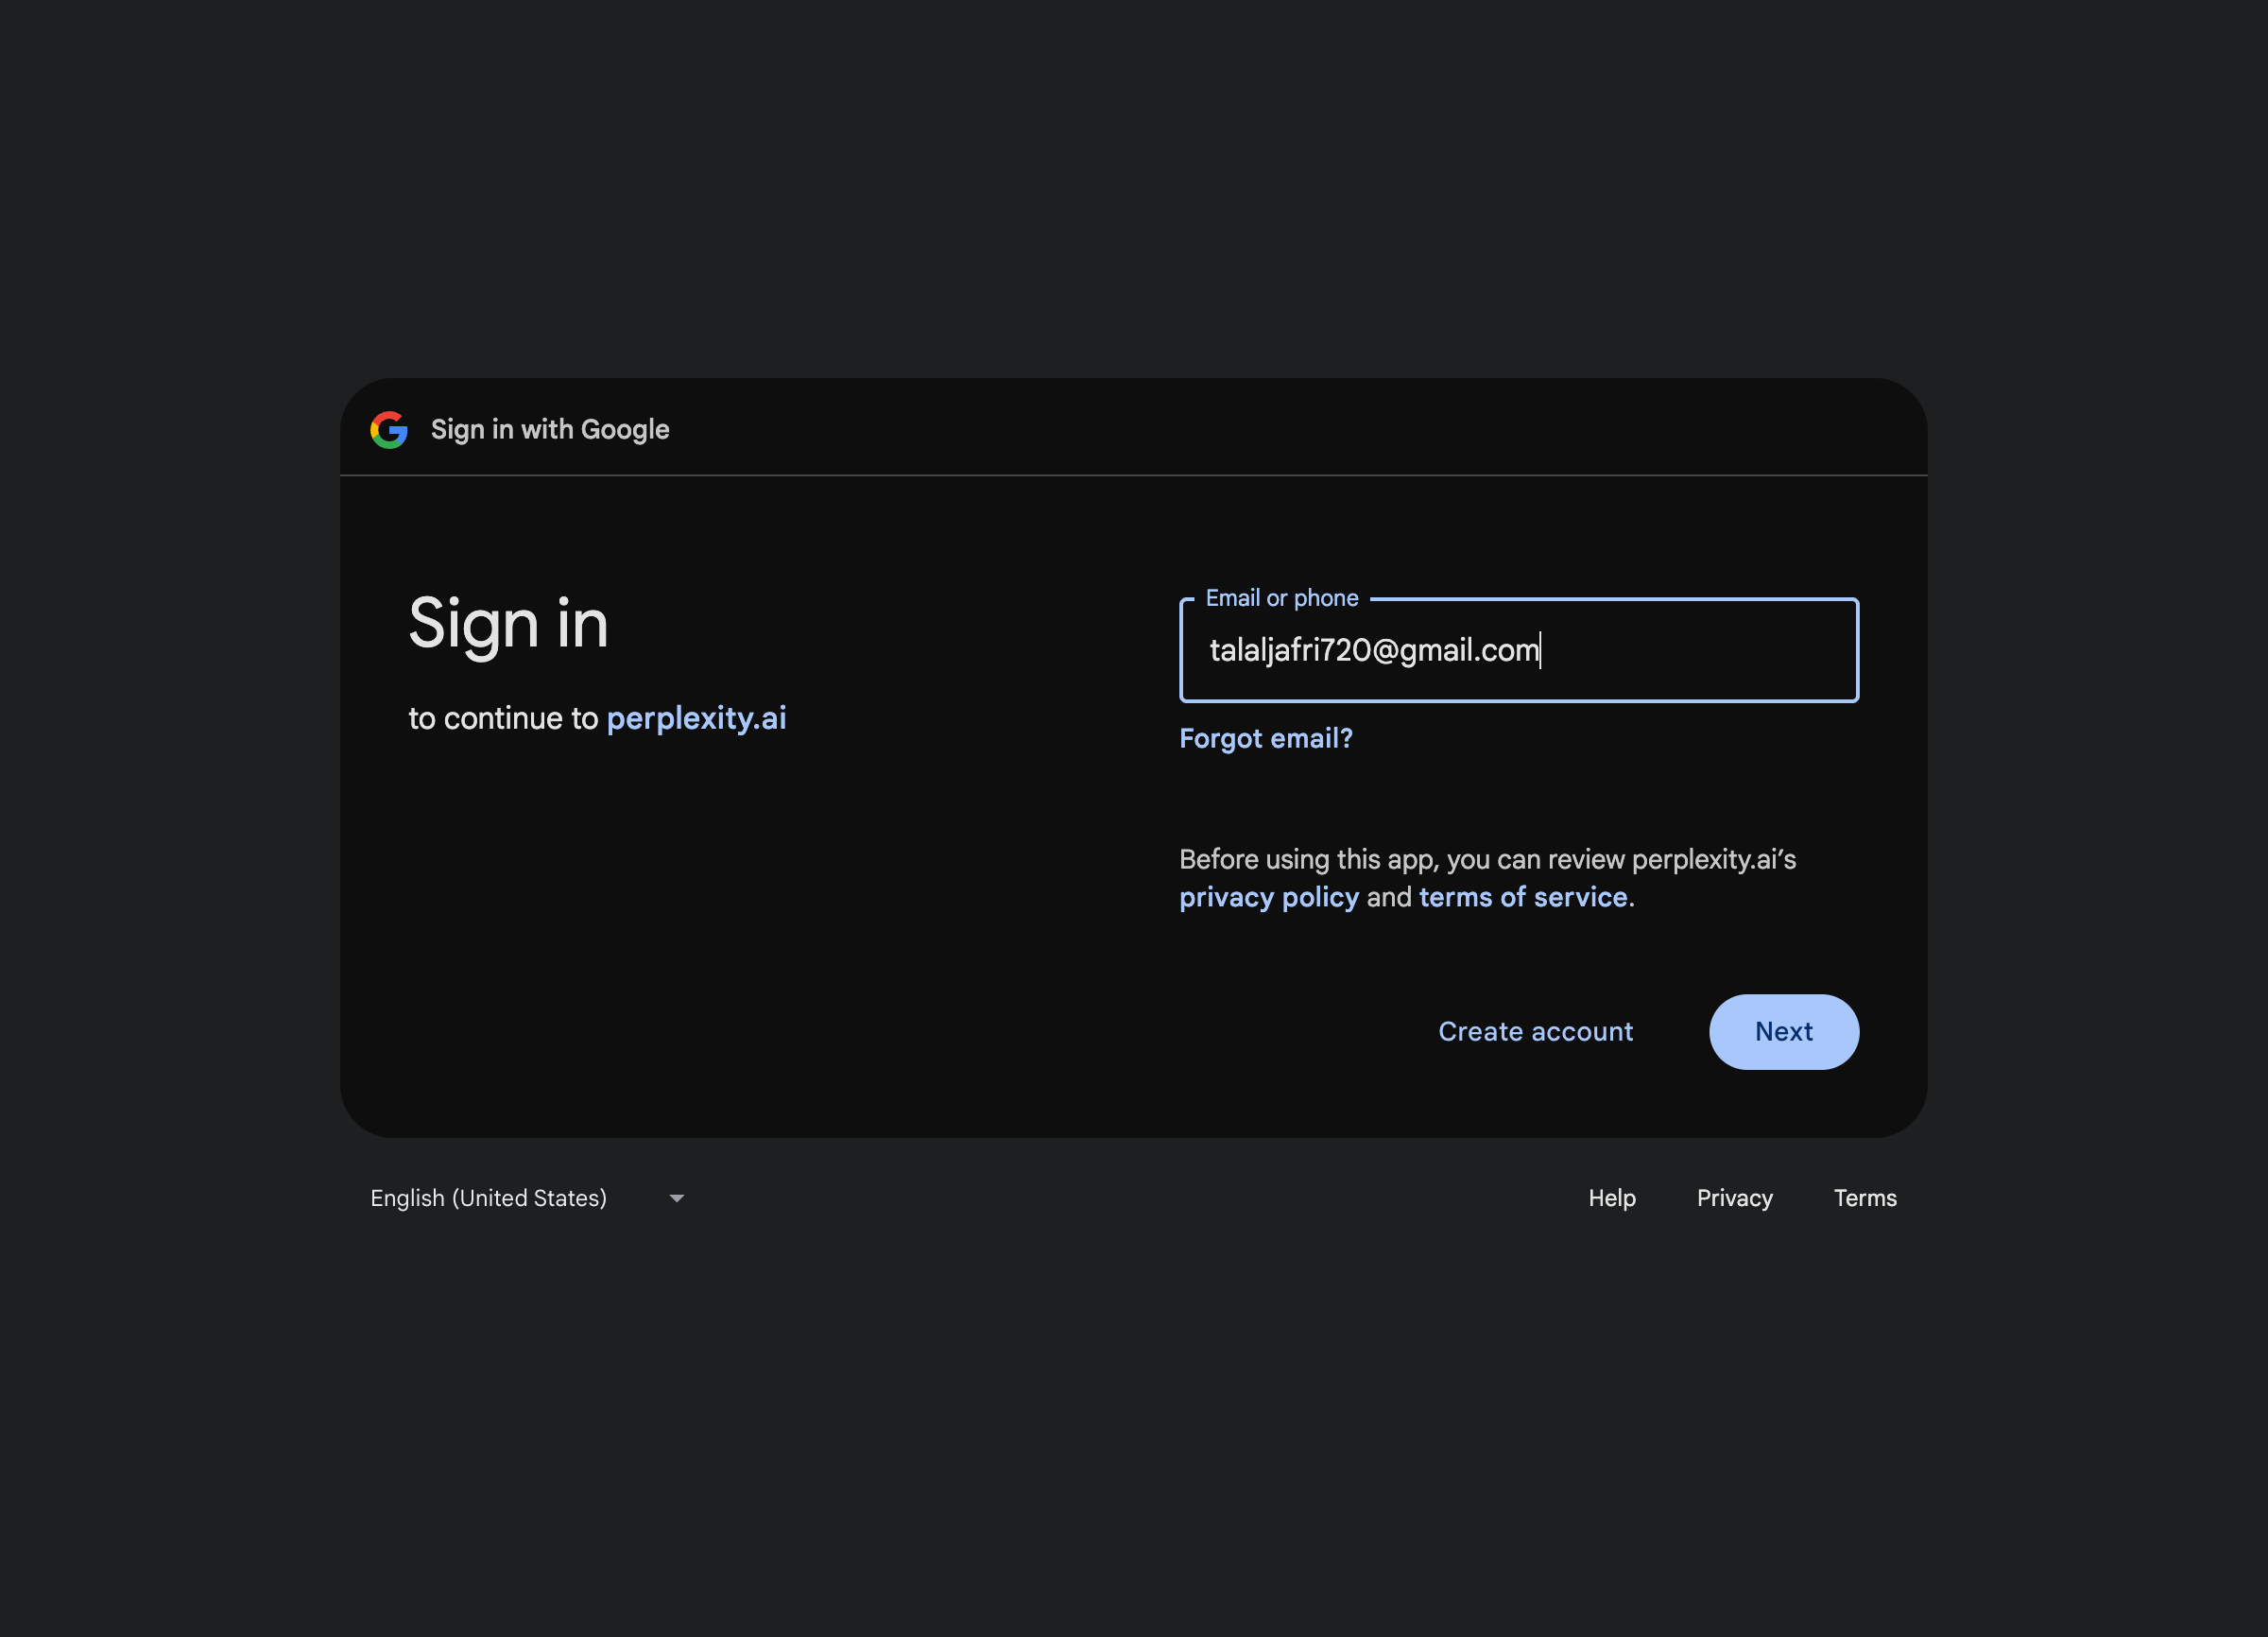 Sign in with Google
Sign in
to continue to perplexity.ai
Email or phone
talaljafri720@gmail.com
Forgot email?
Before using this app, you can review perplexity.ai’s
privacy policy and terms of service.
Create account
Next
English (United States)
Help
Privacy
Terms